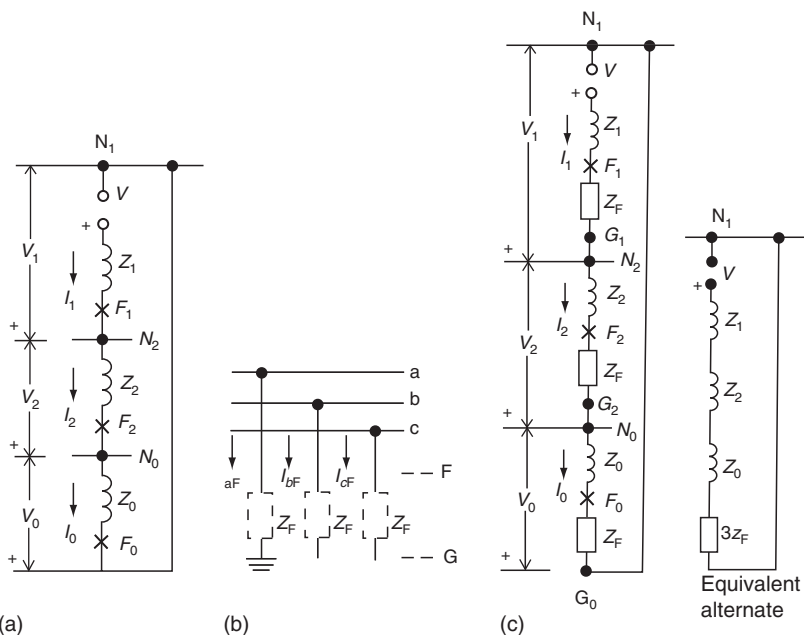 N1
V
+
V1
I1
Z1
F1
+
N2
V2
I2
Z2
F2
+
N0
V0
I0
Z0
F0
+
(a)
a
b
c
aF
IbF
IcF
F
ZF
ZF
ZF
G
(b)
N1
V
+
V1
I1
Z1
F1
ZF
G1
+
N2
V2
I2
Z2
F2
ZF
G2
+
N0
V0
I0
Z0
F0
ZF
+
G0
(c)
N1
V
+
Z1
Z2
Z0
3zF
Equivalent
alternate